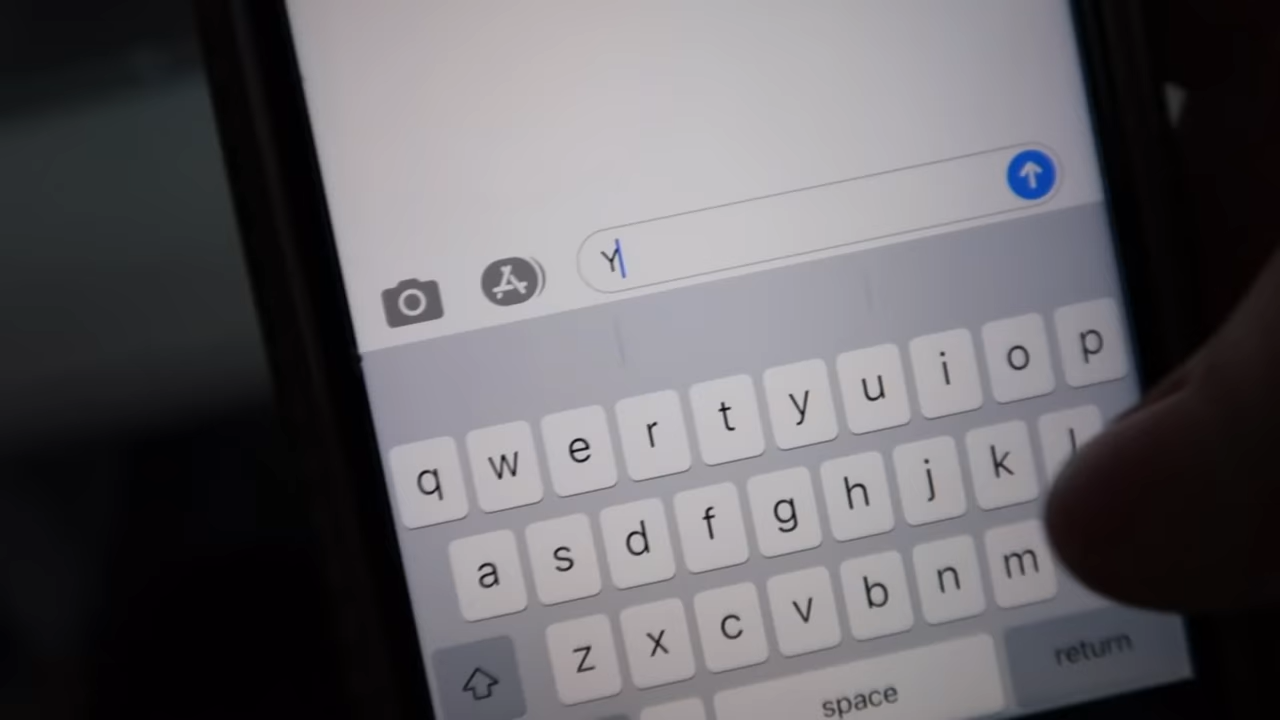 Y
q w e r t y u i o p
a s d f g h j k l
z x c v b n m
space return